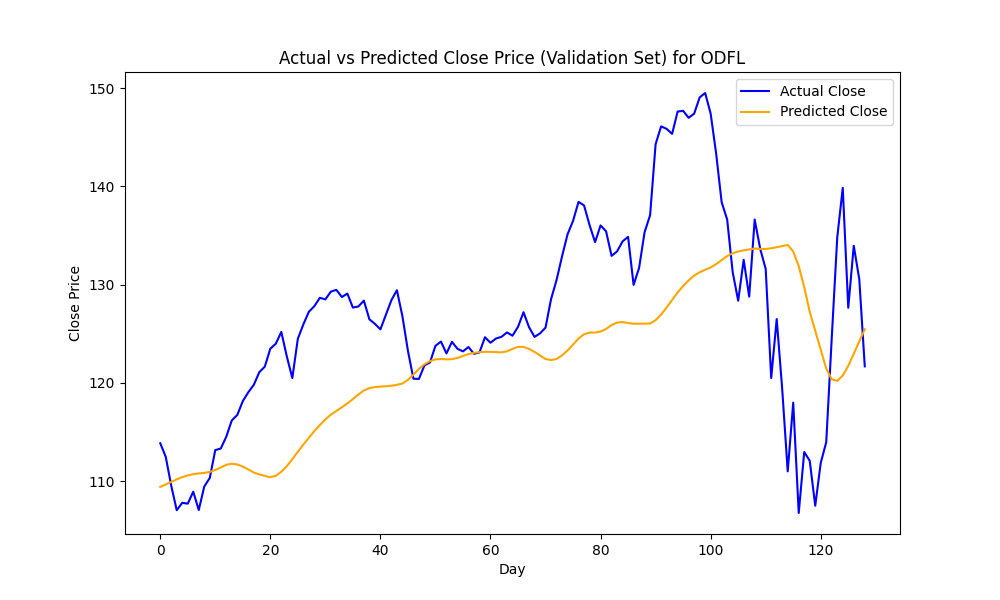 Actual vs Predicted Close Price (Validation Set) for ODFL
Actual Close
Predicted Close
150
140
130
120
110
Close Price
0 20 40 60 80 100 120
Day